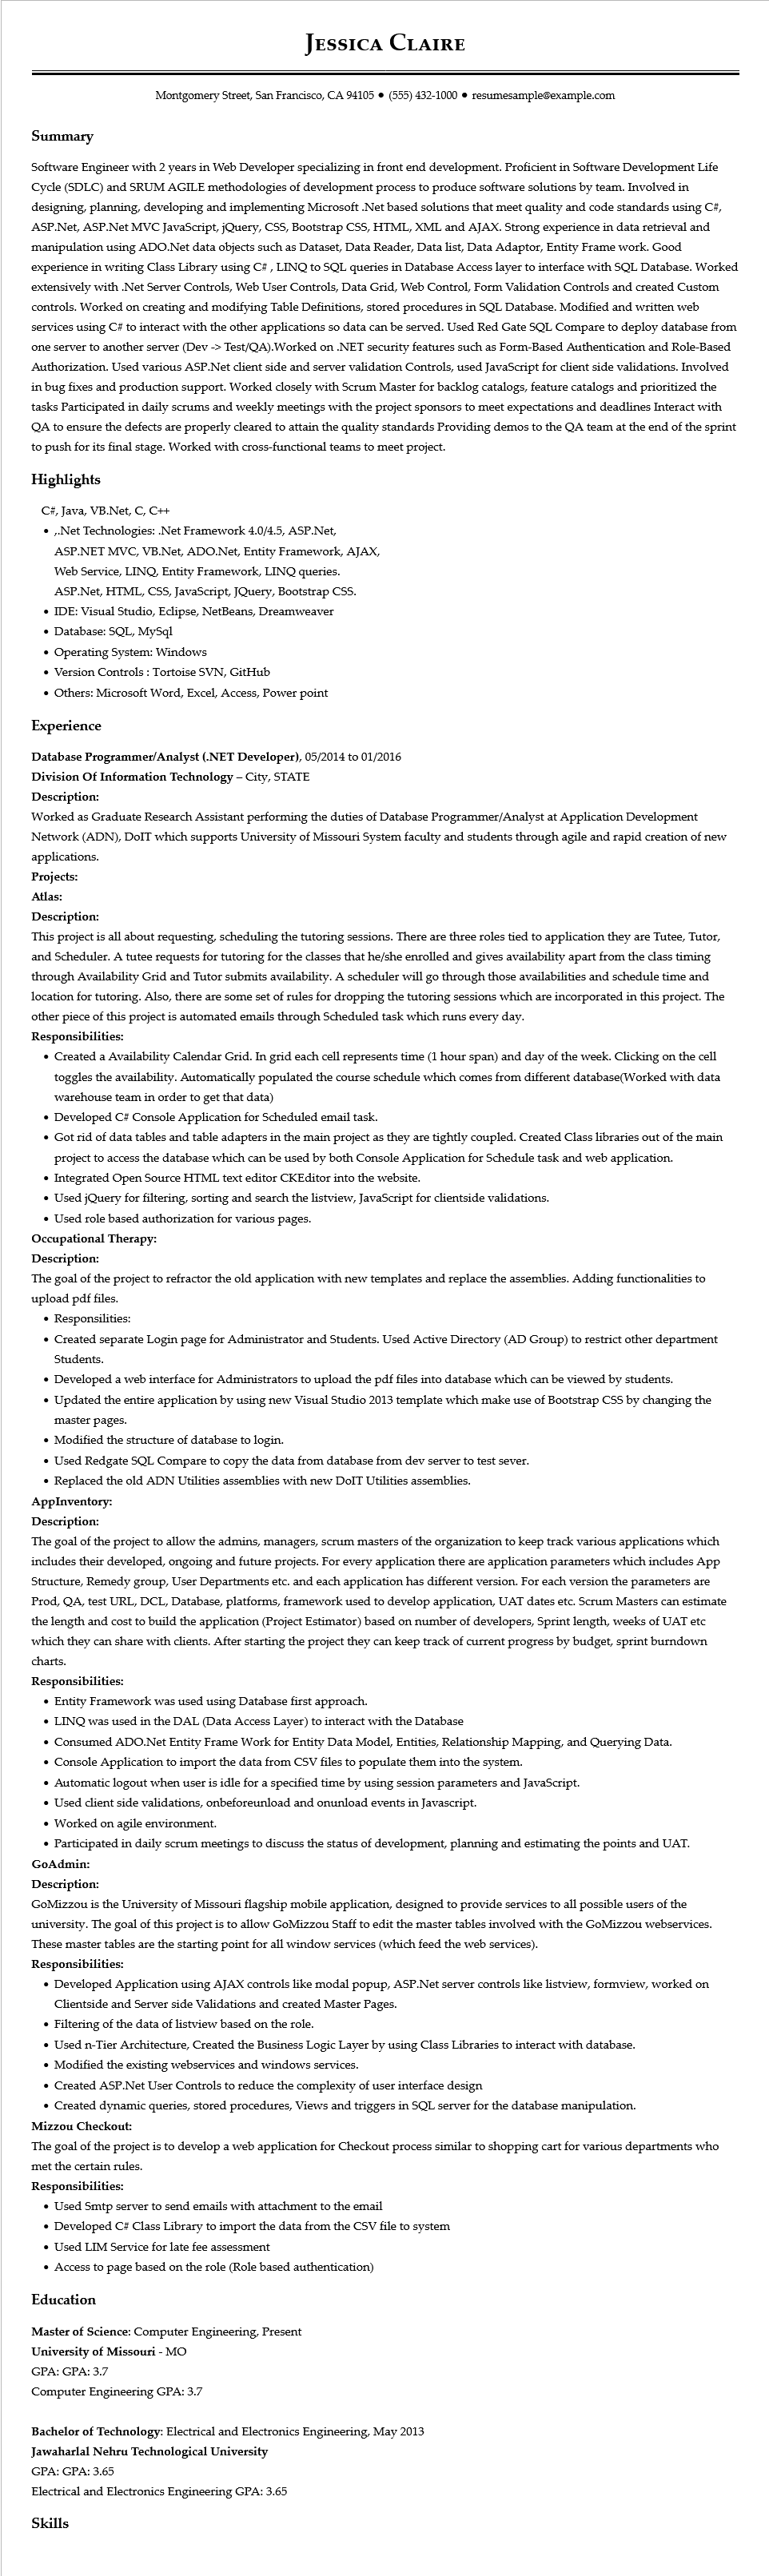 Jessica Claire
Montgomery Street, San Francisco, CA 94105 ● (555) 432-1000 ● resumesample@example.com
Summary
Software Engineer with 2 years in Web Developer specializing in front end development. Proficient in Software Development Life
Cycle (SDLC) and SRUM AGILE methodologies of development process to produce software solutions by team. Involved in
designing, planning, developing and implementing Microsoft .Net based solutions that meet quality and code standards using C#,
ASP.Net, ASP.Net MVC JavaScript, jQuery, CSS, Bootstrap CSS, HTML, XML and AJAX. Strong experience in data retrieval and
manipulation using ADO.Net data objects such as Dataset, Data Reader, Data list, Data Adaptor, Entity Frame work. Good
experience in writing Class Library using C# , LINQ to SQL queries in Database Access layer to interface with SQL Database. Worked
extensively with .Net Server Controls, Web User Controls, Data Grid, Web Control, Form Validation Controls and created Custom
controls. Worked on creating and modifying Table Definitions, stored procedures in SQL Database. Modified and written web
services using C# to interact with the other applications so data can be served. Used Red Gate SQL Compare to deploy database from
one server to another server (Dev -> Test/QA).Worked on .NET security features such as Form-Based Authentication and Role-Based
Authorization. Used various ASP.Net client side and server validation Controls, used JavaScript for client side validations. Involved
in bug fixes and production support. Worked closely with Scrum Master for backlog catalogs, feature catalogs and prioritized the
tasks Participated in daily scrums and weekly meetings with the project sponsors to meet expectations and deadlines Interact with
QA to ensure the defects are properly cleared to attain the quality standards Providing demos to the QA team at the end of the sprint
to push for its final stage. Worked with cross-functional teams to meet project.
Highlights
C#, Java, VB.Net, C, C++
• ,.Net Technologies: .Net Framework 4.0/4.5, ASP.Net,
ASP.NET MVC, VB.Net, ADO.Net, Entity Framework, AJAX,
Web Service, LINQ, Entity Framework, LINQ queries.
ASP.Net, HTML, CSS, JavaScript, JQuery, Bootstrap CSS.
• IDE: Visual Studio, Eclipse, NetBeans, Dreamweaver
• Database: SQL, MySql
• Operating System: Windows
• Version Controls : Tortoise SVN, GitHub
• Others: Microsoft Word, Excel, Access, Power point
Experience
Database Programmer/Analyst (.NET Developer), 05/2014 to 01/2016
Division Of Information Technology – City, STATE
Description:
Worked as Graduate Research Assistant performing the duties of Database Programmer/Analyst at Application Development
Network (ADN), DoIT which supports University of Missouri System faculty and students through agile and rapid creation of new
applications.
Projects:
Atlas:
Description:
This project is all about requesting, scheduling the tutoring sessions. There are three roles tied to application they are Tutee, Tutor,
and Scheduler. A tutee requests for tutoring for the classes that he/she enrolled and gives availability apart from the class timing
through Availability Grid and Tutor submits availability. A scheduler will go through those availabilities and schedule time and
location for tutoring. Also, there are some set of rules for dropping the tutoring sessions which are incorporated in this project. The
other piece of this project is automated emails through Scheduled task which runs every day.
Responsibilities:
• Created a Availability Calendar Grid. In grid each cell represents time (1 hour span) and day of the week. Clicking on the cell
toggles the availability. Automatically populated the course schedule which comes from different database(Worked with data
warehouse team in order to get that data)
• Developed C# Console Application for Scheduled email task.
• Got rid of data tables and table adapters in the main project as they are tightly coupled. Created Class libraries out of the main
project to access the database which can be used by both Console Application for Schedule task and web application.
• Integrated Open Source HTML text editor CKEditor into the website.
• Used jQuery for filtering, sorting and search the listview, JavaScript for clientside validations.
• Used role based authorization for various pages.
Occupational Therapy:
Description:
The goal of the project to refractor the old application with new templates and replace the assemblies. Adding functionalities to
upload pdf files.
• Responsilities:
• Created separate Login page for Administrator and Students. Used Active Directory (AD Group) to restrict other department
Students.
• Developed a web interface for Administrators to upload the pdf files into database which can be viewed by students.
• Updated the entire application by using new Visual Studio 2013 template which make use of Bootstrap CSS by changing the
master pages.
• Modified the structure of database to login.
• Used Redgate SQL Compare to copy the data from database from dev server to test sever.
• Replaced the old ADN Utilities assemblies with new DoIT Utilities assemblies.
AppInventory:
Description:
The goal of the project to allow the admins, managers, scrum masters of the organization to keep track various applications which
includes their developed, ongoing and future projects. For every application there are application parameters which includes App
Structure, Remedy group, User Departments etc. and each application has different version. For each version the parameters are
Prod, QA, test URL, DCL, Database, platforms, framework used to develop application, UAT dates etc. Scrum Masters can estimate
the length and cost to build the application (Project Estimator) based on number of developers, Sprint length, weeks of UAT etc
which they can share with clients. After starting the project they can keep track of current progress by budget, sprint burndown
charts.
Responsibilities:
• Entity Framework was used using Database first approach.
• LINQ was used in the DAL (Data Access Layer) to interact with the Database
• Consumed ADO.Net Entity Frame Work for Entity Data Model, Entities, Relationship Mapping, and Querying Data.
• Console Application to import the data from CSV files to populate them into the system.
• Automatic logout when user is idle for a specified time by using session parameters and JavaScript.
• Used client side validations, onbeforeunload and onunload events in Javascript.
• Worked on agile environment.
• Participated in daily scrum meetings to discuss the status of development, planning and estimating the points and UAT.
GoAdmin:
Description:
GoMizzou is the University of Missouri flagship mobile application, designed to provide services to all possible users of the
university. The goal of this project is to allow GoMizzou Staff to edit the master tables involved with the GoMizzou webservices.
These master tables are the starting point for all window services (which feed the web services).
Responsibilities:
• Developed Application using AJAX controls like modal popup, ASP.Net server controls like listview, formview, worked on
Clientside and Server side Validations and created Master Pages.
• Filtering of the data of listview based on the role.
• Used n-Tier Architecture, Created the Business Logic Layer by using Class Libraries to interact with database.
• Modified the existing webservices and windows services.
• Created ASP.Net User Controls to reduce the complexity of user interface design
• Created dynamic queries, stored procedures, Views and triggers in SQL server for the database manipulation.
Mizzou Checkout:
The goal of the project is to develop a web application for Checkout process similar to shopping cart for various departments who
met the certain rules.
Responsibilities:
• Used Smtp server to send emails with attachment to the email
• Developed C# Class Library to import the data from the CSV file to system
• Used LIM Service for late fee assessment
• Access to page based on the role (Role based authentication)
Education
Master of Science: Computer Engineering, Present
University of Missouri - MO
GPA: GPA: 3.7
Computer Engineering GPA: 3.7
Bachelor of Technology: Electrical and Electronics Engineering, May 2013
Jawaharlal Nehru Technological University
GPA: GPA: 3.65
Electrical and Electronics Engineering GPA: 3.65
Skills